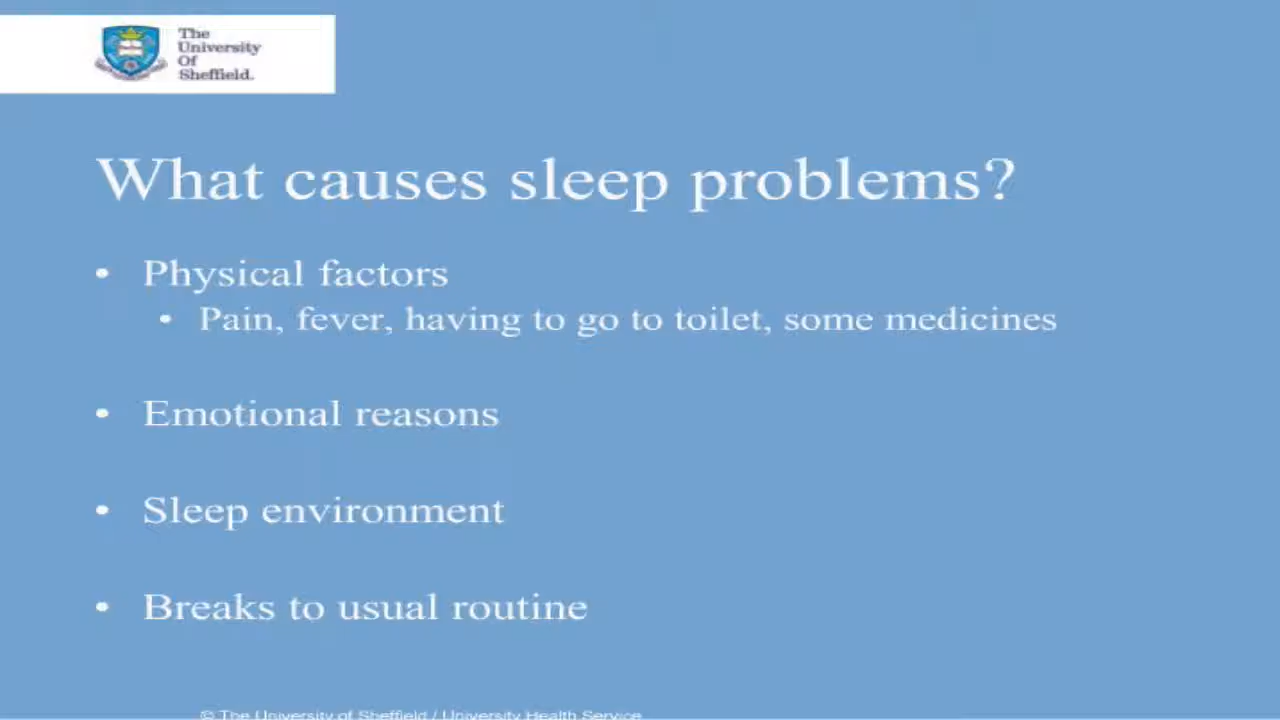 The
University
Of
Sheffield.
What causes sleep problems?
• Physical factors
• Pain, fever, having to go to toilet, some medicines
• Emotional reasons
• Sleep environment
• Breaks to usual routine
© The University of Sheffield / University Health Service